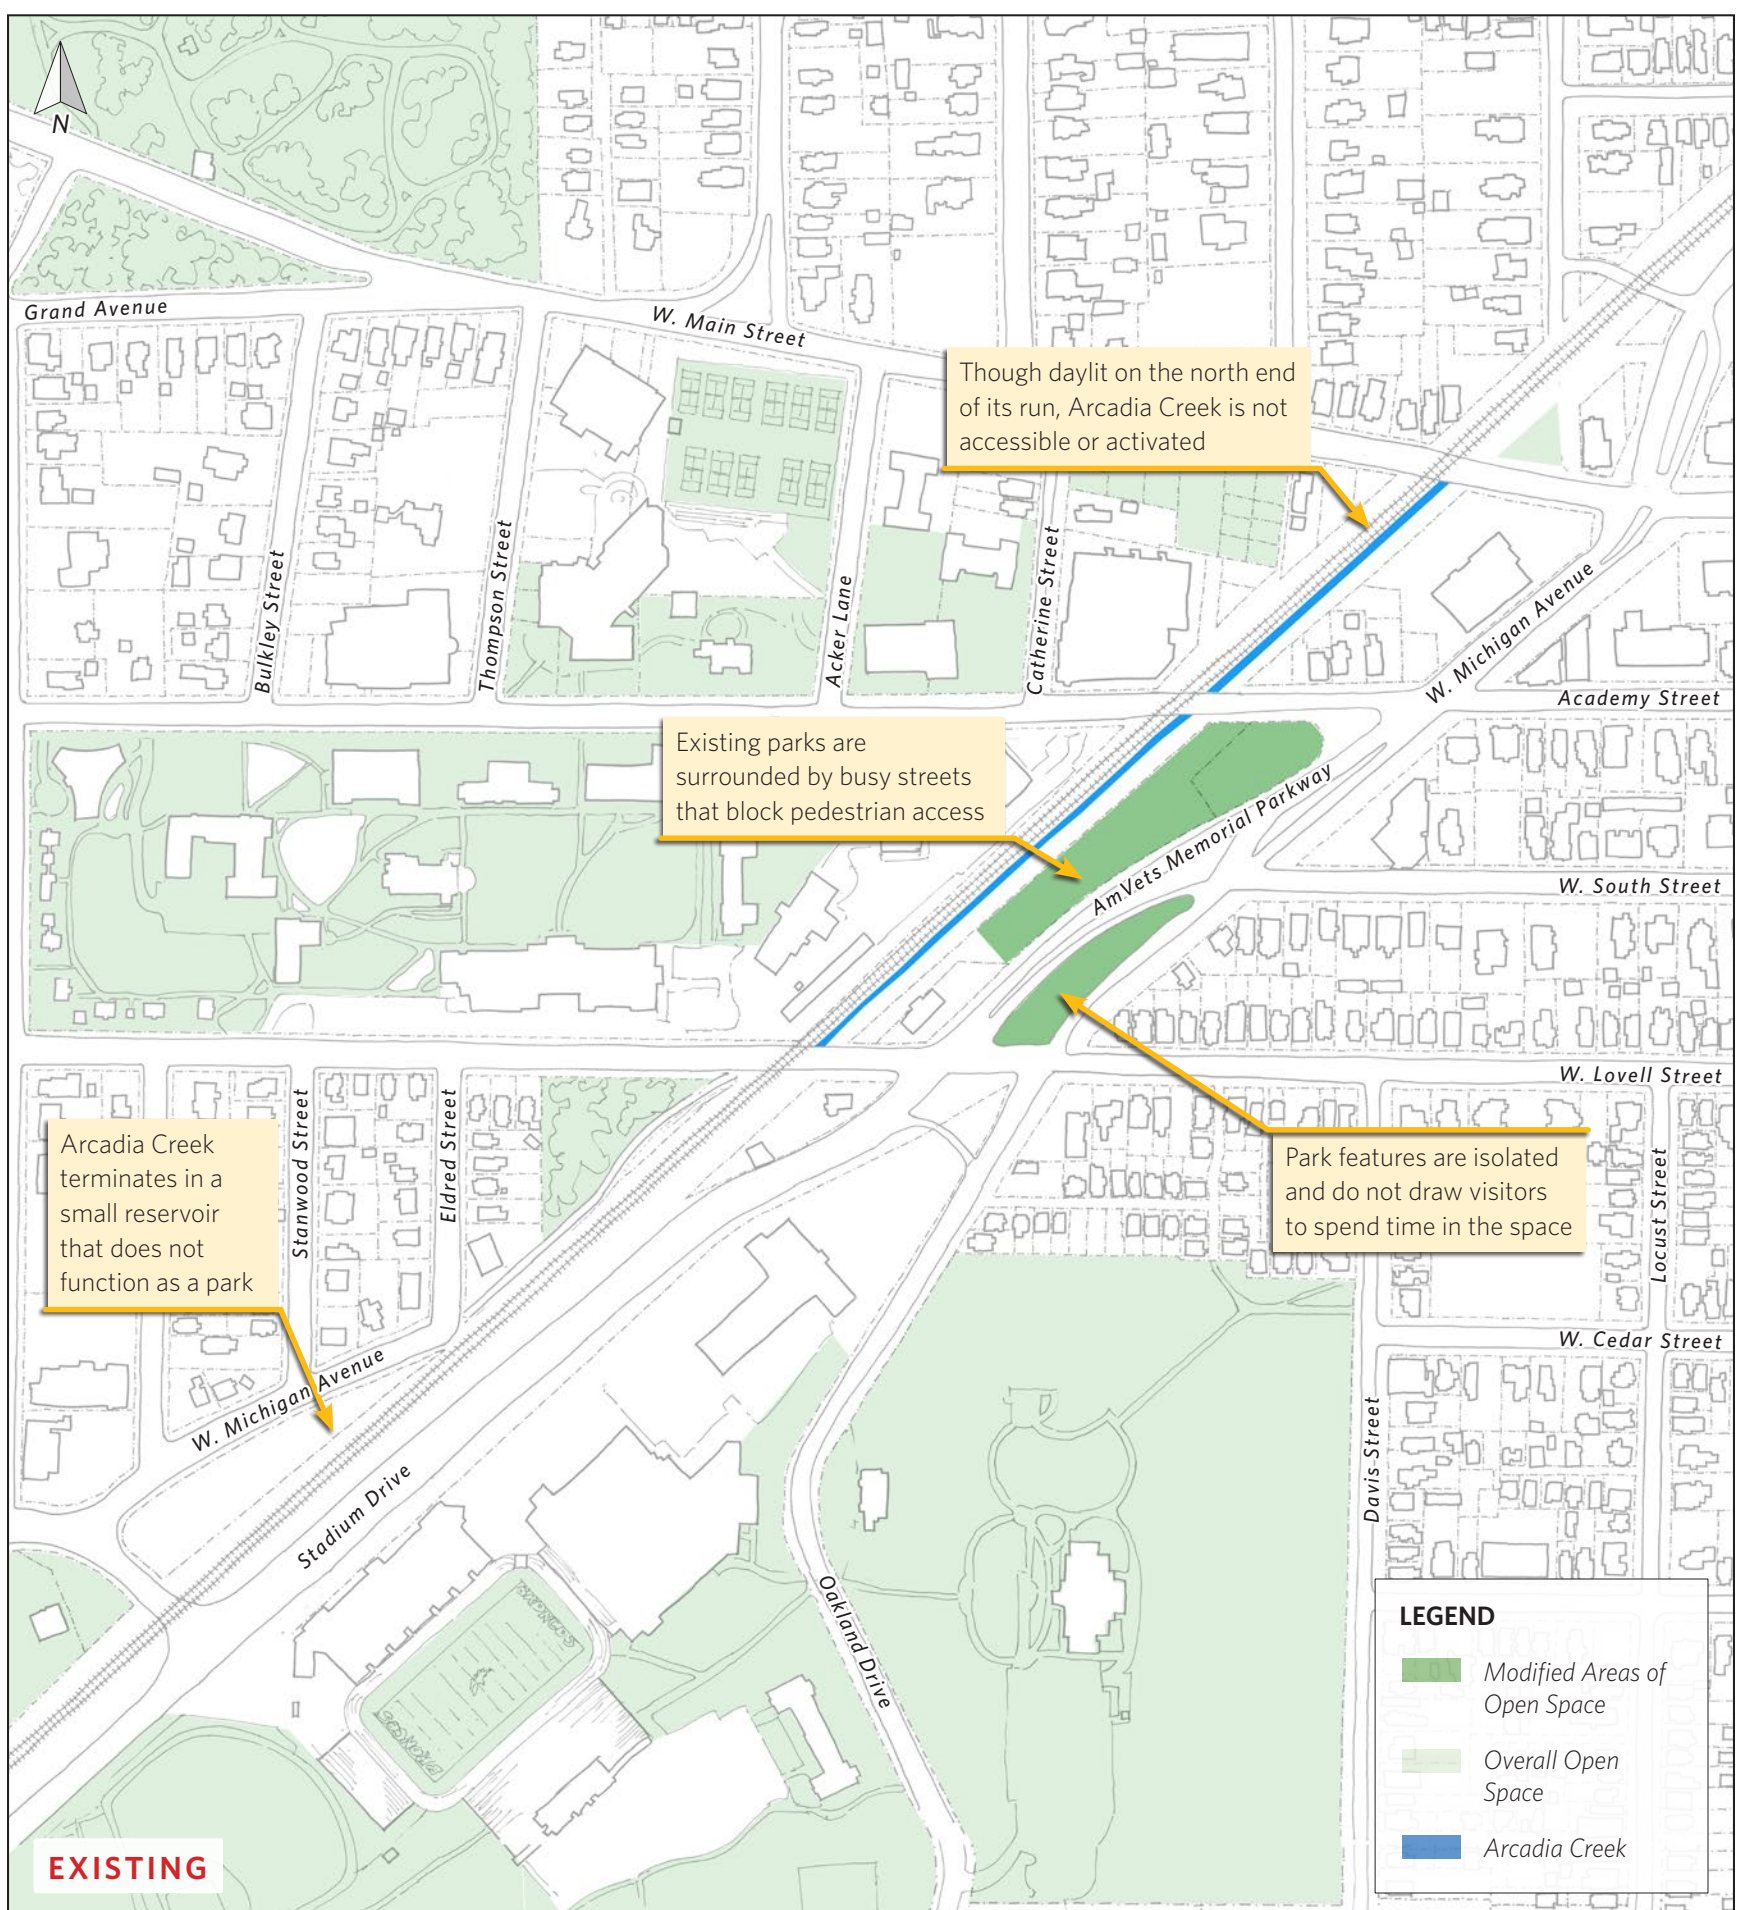 N
Grand Avenue
W. Main Street
Though daylit on the north end
of its run, Arcadia Creek is not
accessible or activated
Bulkley Street
Thompson Street
Acker Lane
Catherine Street
W. Michigan Avenue
Academy Street
Existing parks are
surrounded by busy streets
that block pedestrian access
AmVets Memorial Parkway
W. South Street
W. Lovell Street
Arcadia Creek
terminates in a
small reservoir
that does not
function as a park
Stanwood Street
Eldred Street
Park features are isolated
and do not draw visitors
to spend time in the space
Locust Street
W. Cedar Street
W. Michigan Avenue
Stadium Drive
Davis Street
Oakland Drive
BRONCOS
BRONCOS
LEGEND
Modified Areas of
Open Space
Overall Open
Space
Arcadia Creek
EXISTING